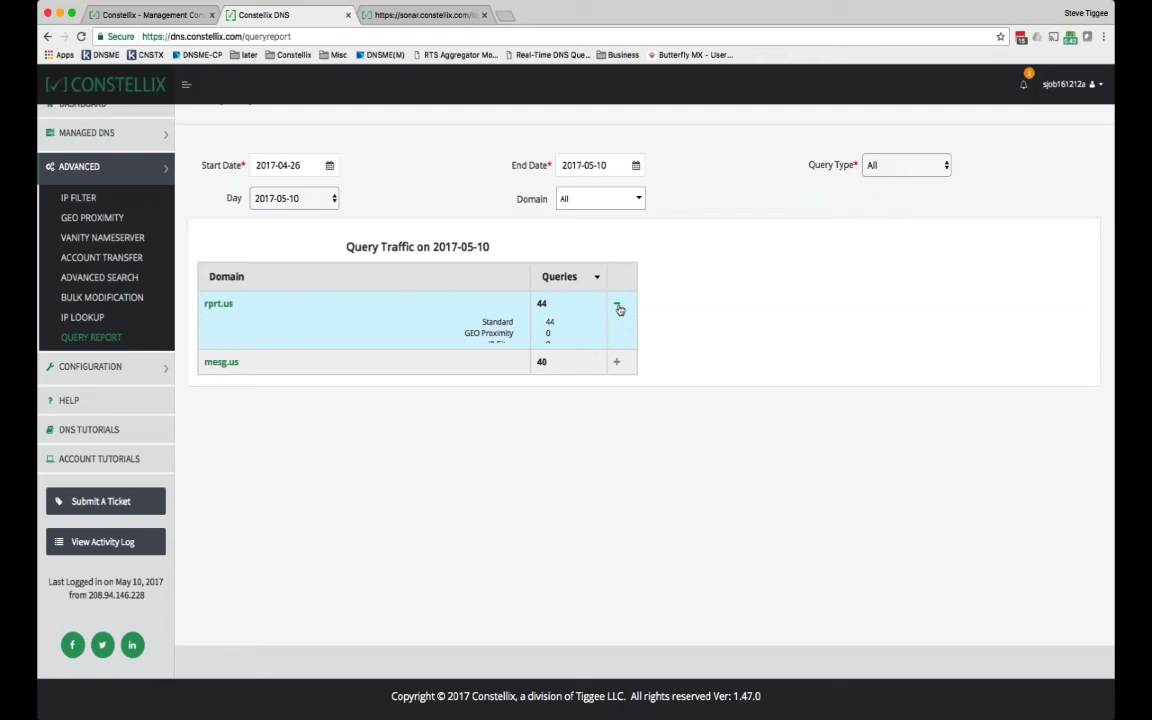 Constellix - Management Con
Constellix DNS
https://sonar.constellix.com/
Steve Tiggee
Secure
https://dns.constellix.com/queryreport
Apps
DNSME
CNSTX
DNSME-CP
later
Constellix
Misc
DNSME(M)
RTS Aggregator Mo...
Real-Time DNS Que...
Business
Butterfly MX - User...
CONSTELLIX
1
sjob161212a
DASHBOARD
MANAGED DNS
ADVANCED
IP FILTER
GEO PROXIMITY
VANITY NAMESERVER
ACCOUNT TRANSFER
ADVANCED SEARCH
BULK MODIFICATION
IP LOOKUP
QUERY REPORT
CONFIGURATION
? HELP
DNS TUTORIALS
ACCOUNT TUTORIALS
Submit A Ticket
View Activity Log
Last Logged in on May 10, 2017
from 208.94.146.228
Start Date* 2017-04-26
End Date* 2017-05-10
Query Type* All
Day 2017-05-10
Domain All
Query Traffic on 2017-05-10
Domain Queries
rprt.us 44
Standard 44
GEO Proximity 0
mesg.us 40 +
Copyright © 2017 Constellix, a division of Tiggee LLC. All rights reserved Ver: 1.47.0